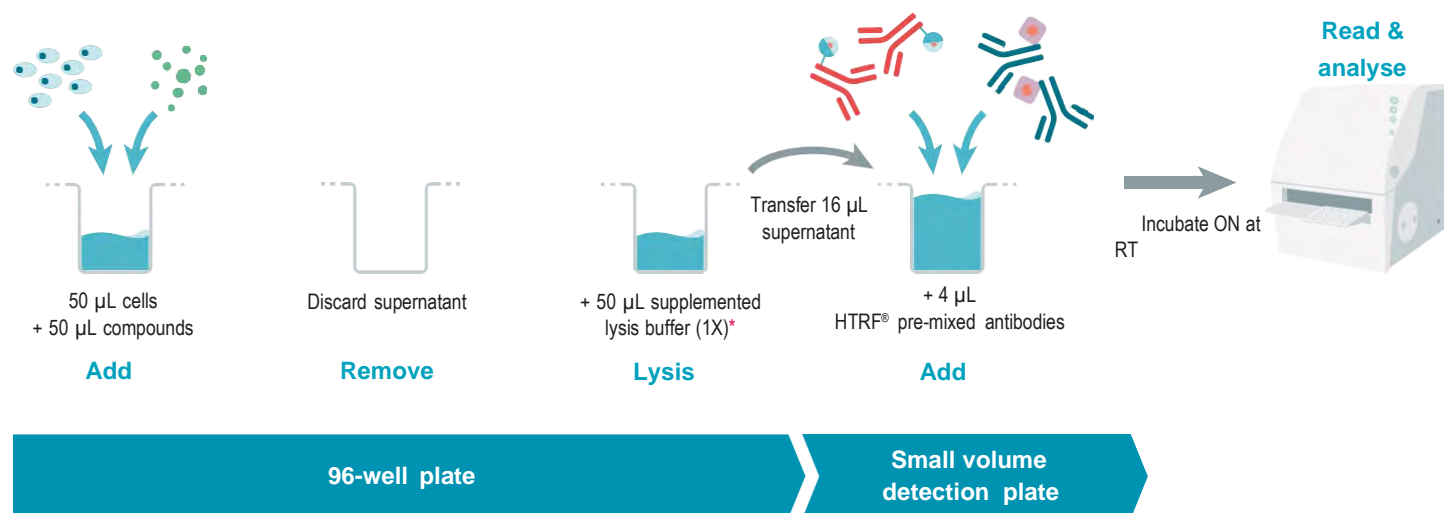 50 µL cells
+ 50 µL compounds
Add
Discard supernatant
Remove
+ 50 µL supplemented
lysis buffer (1X)*
Lysis
Transfer 16 µL
supernatant
+ 4 µL
HTRF® pre-mixed antibodies
Add
Incubate ON at
RT
Read &
analyse
96-well plate
Small volume
detection plate